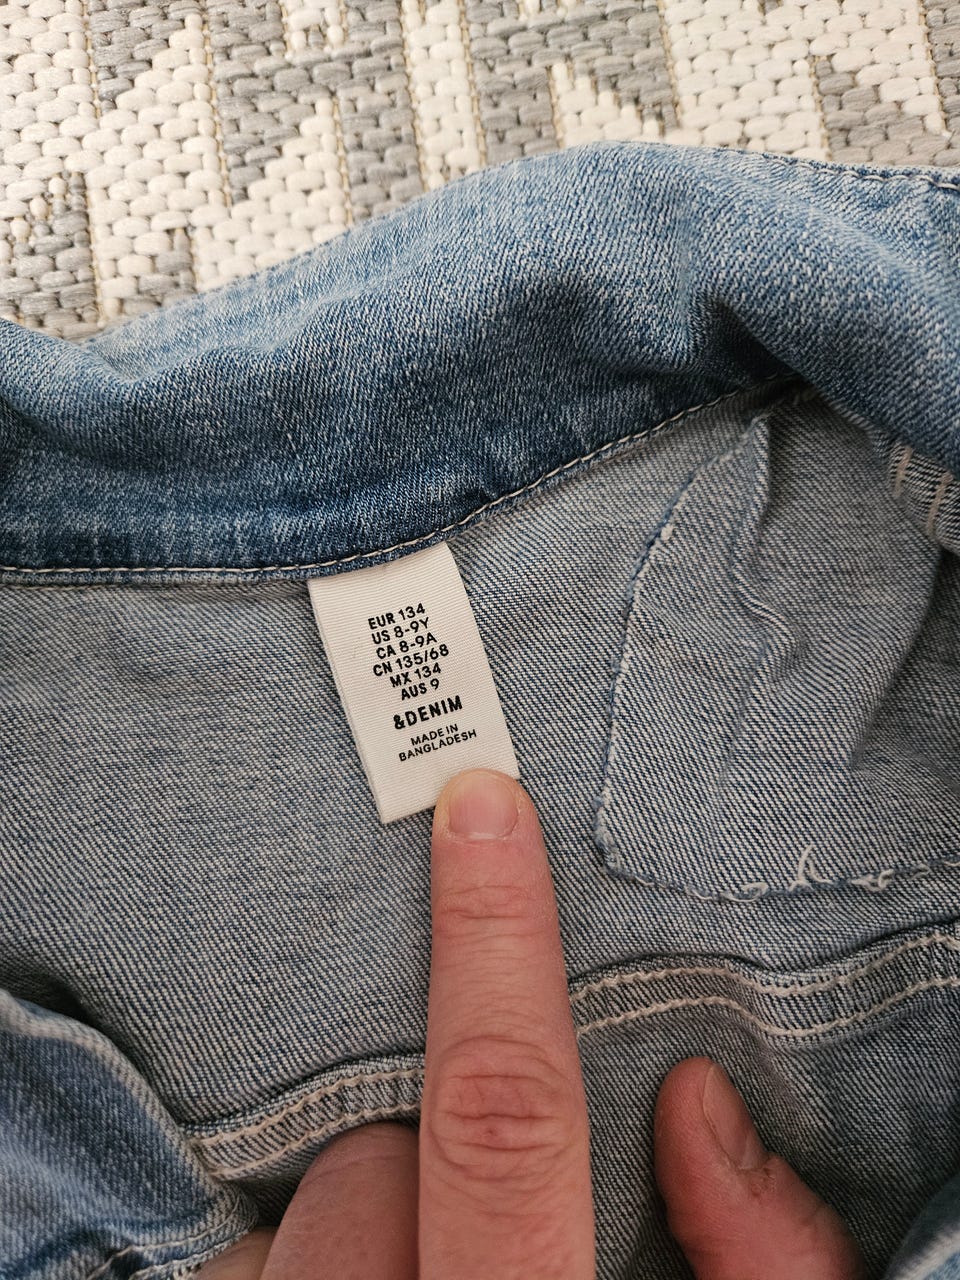 EUR 134
US 8-9Y
CA 8-9A
CN 135/68
MX 134
AUS 9
&DENIM
MADE IN
BANGLADESH